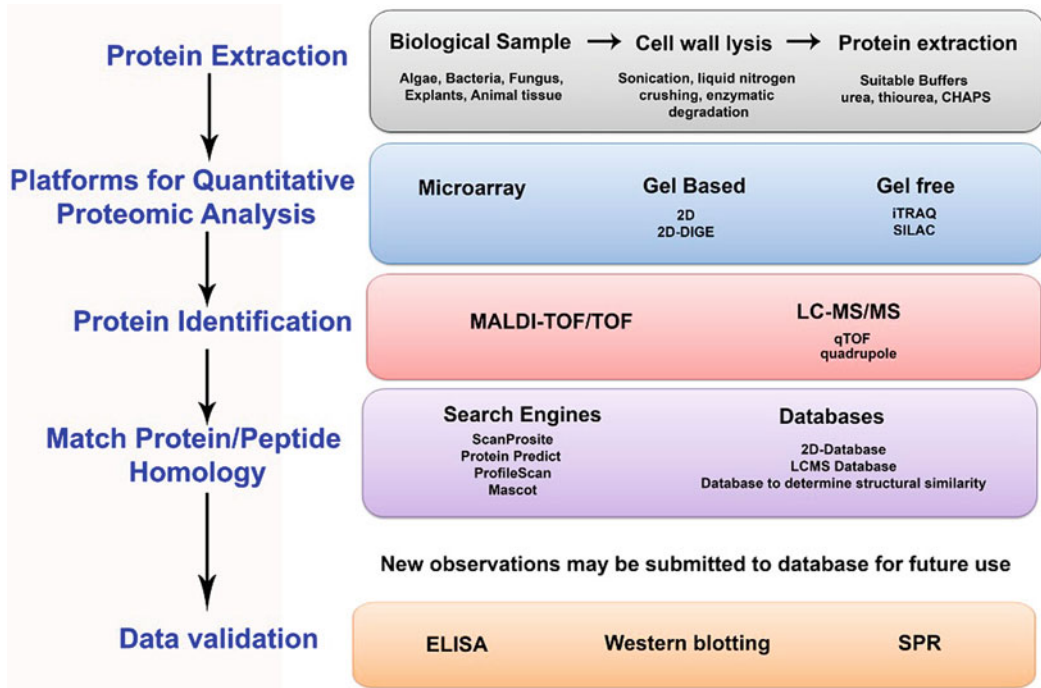 Protein Extraction
Biological Sample
Algae, Bacteria, Fungus,
Explants, Animal tissue
Cell wall lysis
Sonication, liquid nitrogen
crushing, enzymatic
degradation
Protein extraction
Suitable Buffers
urea, thiourea, CHAPS
Platforms for Quantitative
Proteomic Analysis
Microarray
Gel Based
2D
2D-DIGE
Gel free
iTRAQ
SILAC
Protein Identification
MALDI-TOF/TOF
LC-MS/MS
qTOF
quadrupole
Match Protein/Peptide
Homology
Search Engines
ScanProsite
Protein Predict
ProfileScan
Mascot
Databases
2D-Database
LCMS Database
Database to determine structural similarity
New observations may be submitted to database for future use
Data validation
ELISA
Western blotting
SPR